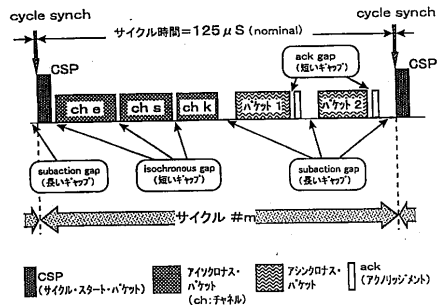 cycle synch
cycle synch
サイクル時間=125μS (nominal)
CSP
CSP
ack gap
(短いギャップ)
ch e
ch s
ch k
パケット 1
パケット 2
subaction gap
(長いギャップ)
isochronous gap
(短いギャップ)
subaction gap
(長いギャップ)
サイクル #m
CSP
(サイクル・スタート・パケット)
アイソクロナス・
パケット
(ch:チャネル)
アシンクロナス・
パケット
ack
(アクノリッジメント)